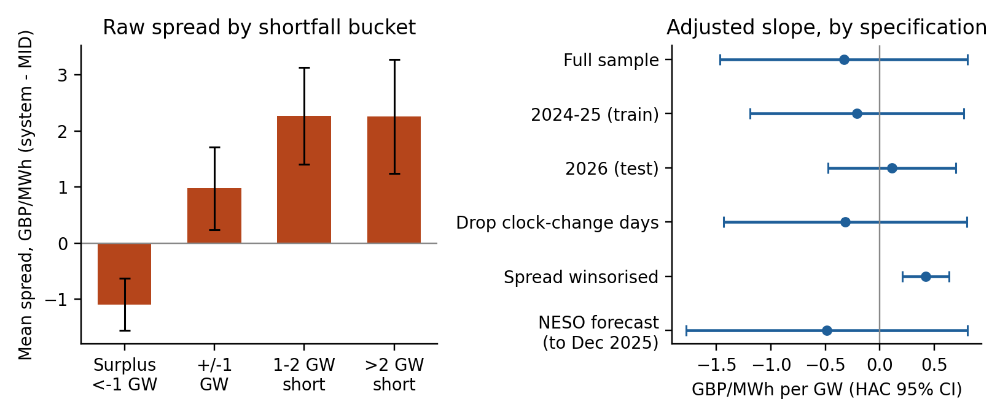 Raw spread by shortfall bucket
Mean spread, GBP/MWh (system - MID)
3
2
1
0
−1
Surplus
<-1 GW
+/-1
GW
1-2 GW
short
>2 GW
short
Adjusted slope, by specification
Full sample
2024-25 (train)
2026 (test)
Drop clock-change days
Spread winsorised
NESO forecast
(to Dec 2025)
−1.5 −1.0 −0.5 0.0 0.5
GBP/MWh per GW (HAC 95% CI)